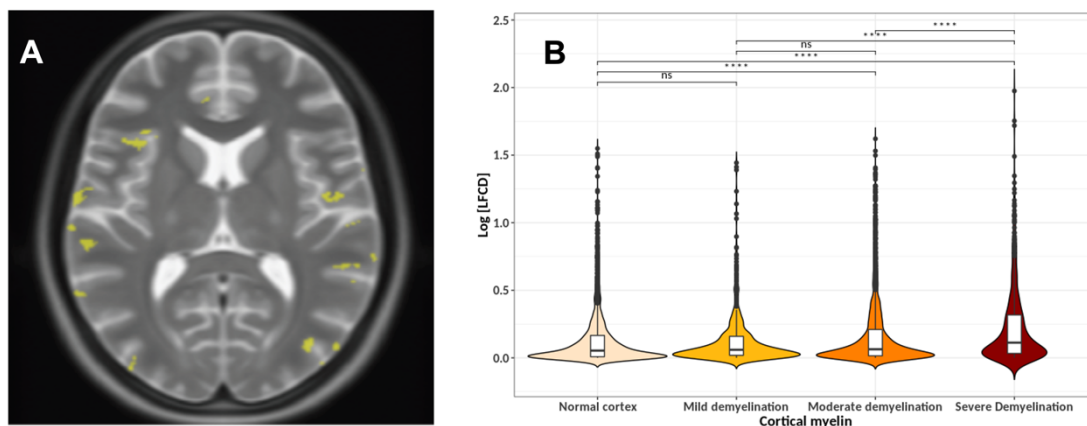 A
B
2.5
2.0
1.5
1.0
0.5
0.0
Log [LFCD]
****
****
ns
****
****
ns
Normal cortex
Mild demyelination
Moderate demyelination
Severe Demyelination
Cortical myelin